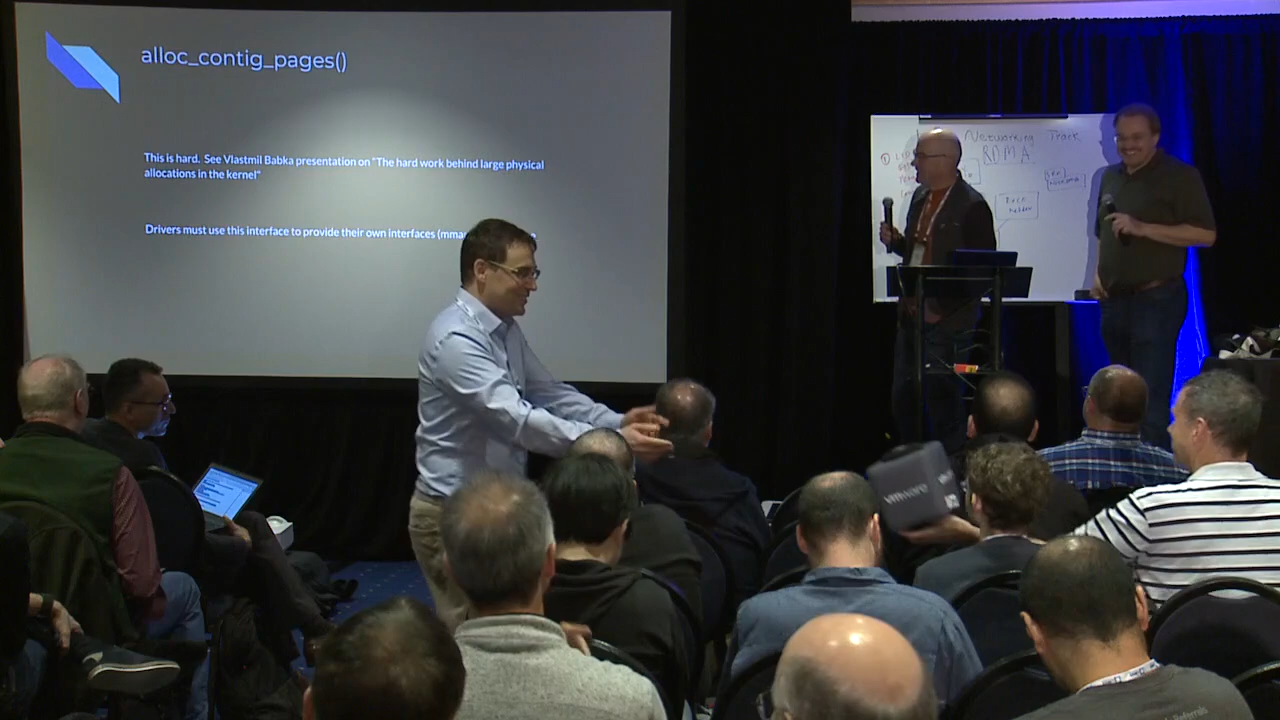 alloc_contig_pages()
This is hard. See Vlastmil Babka presentation on "The hard work behind large physical
allocations in the kernel"
Drivers must use this interface to provide their own interfaces
Networking Track
RDMA
vmware